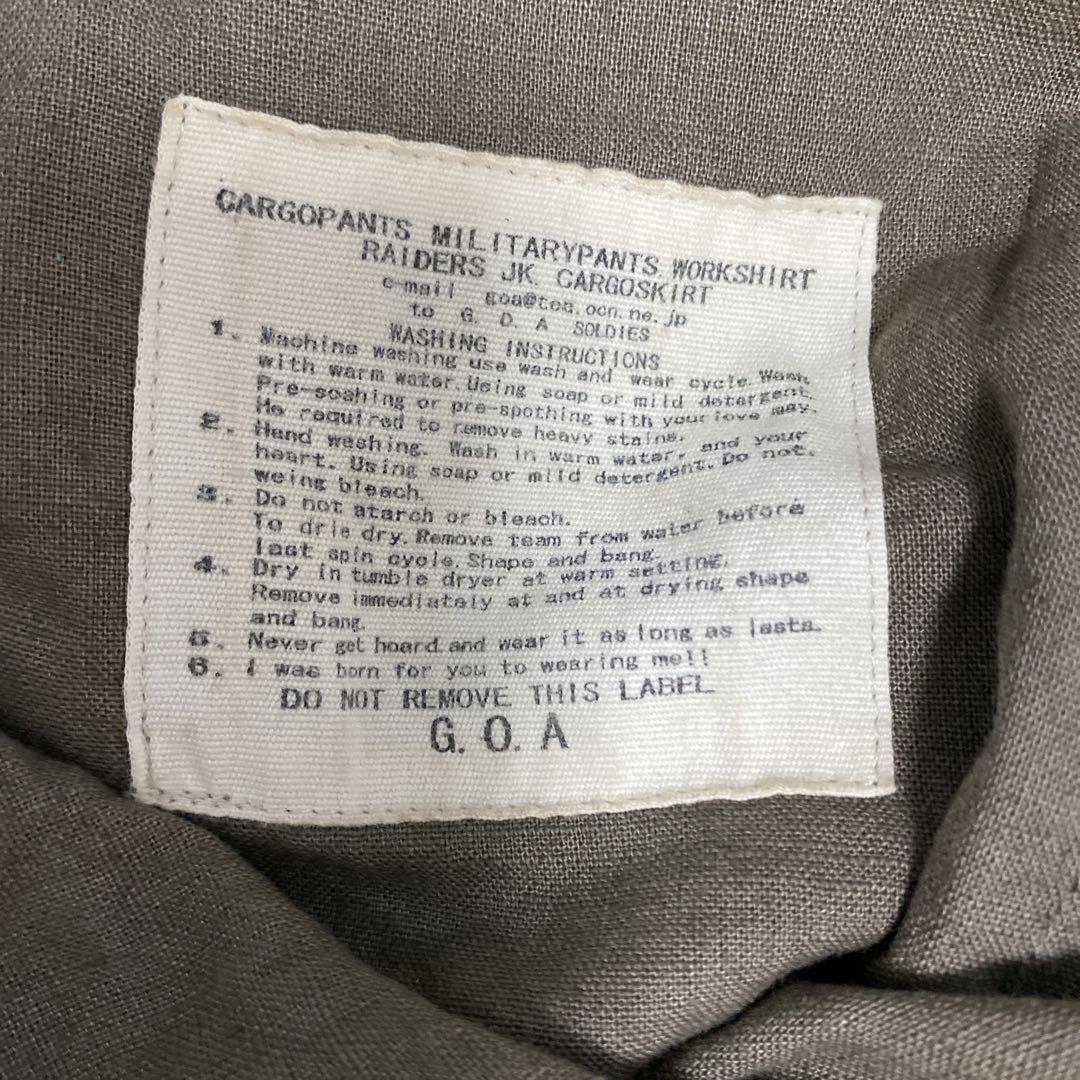 CARGOPANTS MILITARYPANTS WORKSHIRT
RAIDERS JK. CARGOSKIRT
e-mail goa@tea.ocn.ne.jp
to G. D. A SOLDIES
WASHING INSTRUCTIONS
1. Machine washing use wash and wear cycle. Wash
with warm water. Using soap or mild detergent.
Pre-soahing or pre-spothing with your love may.
He required to remove heavy stains.
2. Hend washing. Wash in warm water. and your
heart. Using soap or mild detergent. Do not.
weing bleach.
3. Do not atarch or bleach.
To drie dry. Remove team from water before
last spin cycle. Shape and bang.
4. Dry in tumble dryer at warm setting.
Remove immediately at and at drying shape
and bang.
5. Never get hoard and wear it as long as lasta.
6. I was born for you to wearing me!!
DO NOT REMOVE THIS LABEL
G. O. A